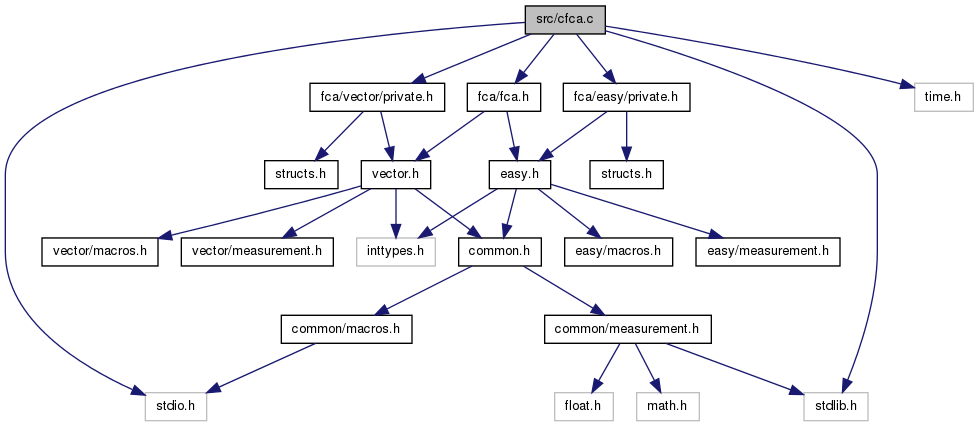 src/cfca.c
fca/vector/private.h
fca/fca.h
fca/easy/private.h
time.h
structs.h
vector.h
easy.h
structs.h
vector/macros.h
vector/measurement.h
inttypes.h
common.h
easy/macros.h
easy/measurement.h
common/macros.h
common/measurement.h
stdio.h
float.h
math.h
stdlib.h